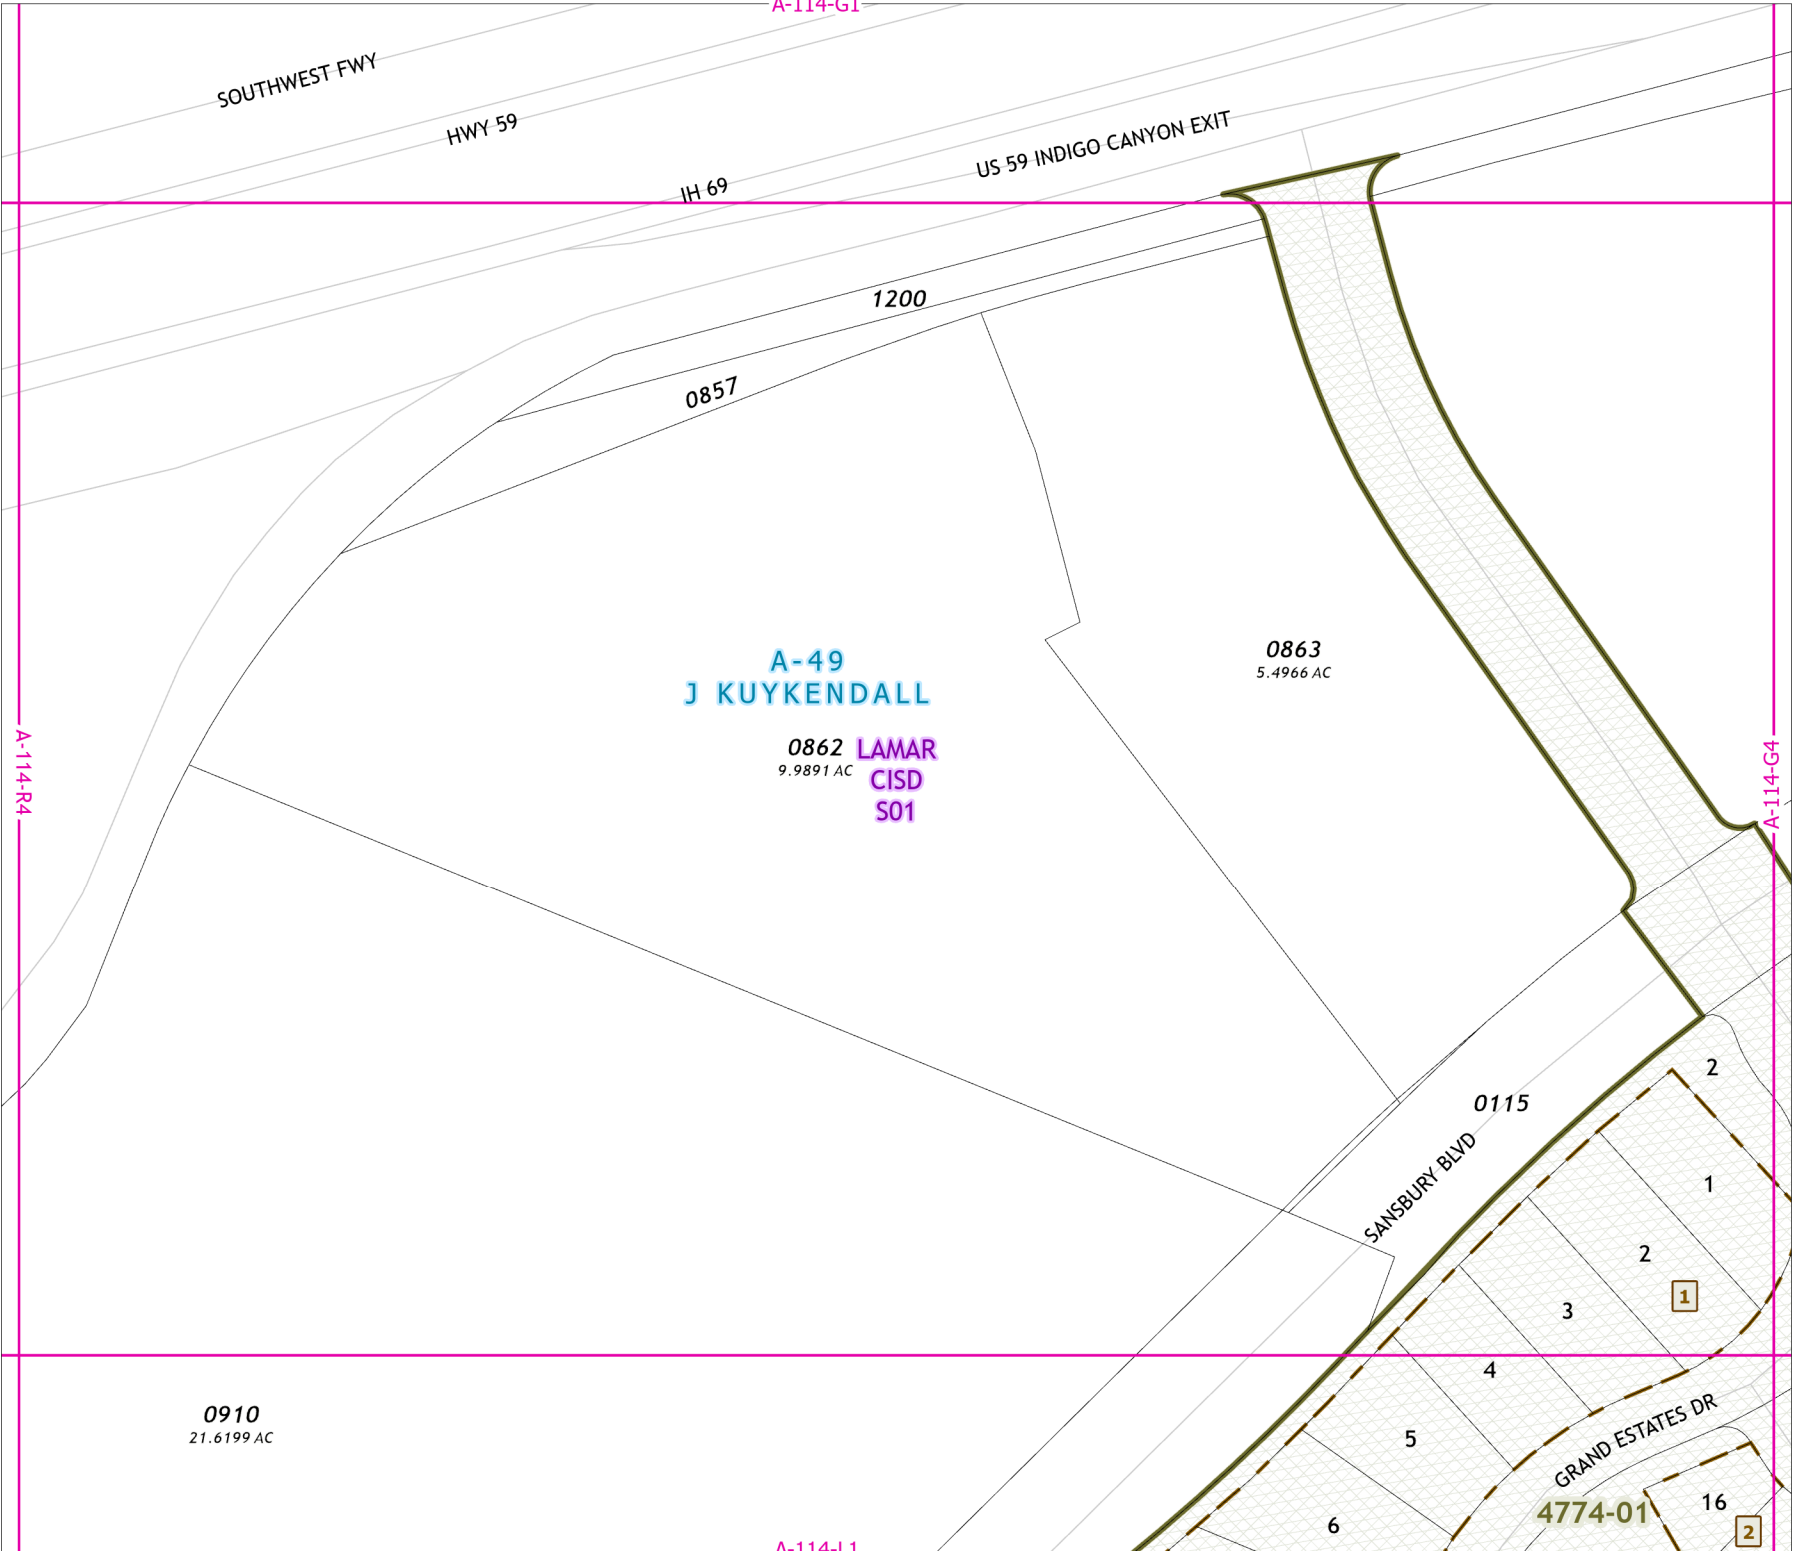 A-114-G1
SOUTHWEST FWY
HWY 59
US 59 INDIGO CANYON EXIT
IH 69
1200
0857
A-49
J KUYKENDALL
0863
5.4966 AC
0862
9.9891 AC
LAMAR
CISD
S01
A-114-R4
A-114-G4
2
0115
SANSBURY BLVD
1
2
1
3
4
0910
21.6199 AC
5
GRAND ESTATES DR
4774-01
16
6
2
A-114-L1